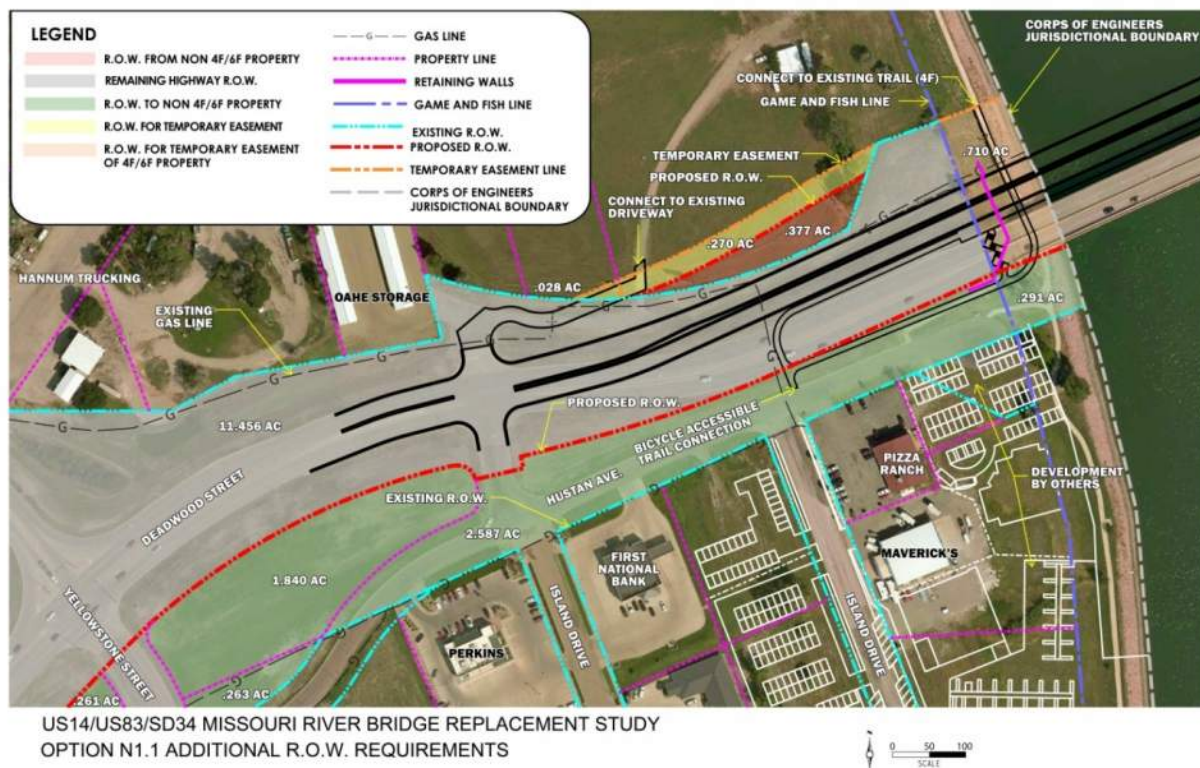 LEGEND
R.O.W. FROM NON 4F/6F PROPERTY
REMAINING HIGHWAY R.O.W.
R.O.W. TO NON 4F/6F PROPERTY
R.O.W. FOR TEMPORARY EASEMENT
R.O.W. FOR TEMPORARY EASEMENT
OF 4F/6F PROPERTY
G
GAS LINE
PROPERTY LINE
RETAINING WALLS
GAME AND FISH LINE
EXISTING R.O.W.
PROPOSED R.O.W.
TEMPORARY EASEMENT LINE
CORPS OF ENGINEERS
JURISDICTIONAL BOUNDARY
CORPS OF ENGINEERS
JURISDICTIONAL BOUNDARY
CONNECT TO EXISTING TRAIL (4F)
GAME AND FISH LINE
TEMPORARY EASEMENT
PROPOSED R.O.W.
CONNECT TO EXISTING
DRIVEWAY
.710 AC
.377 AC
.270 AC
.028 AC
.291 AC
HANNUM TRUCKING
OAHE STORAGE
EXISTING
GAS LINE
G
G
G
G
G
G
G
G
G
G
11.456 AC
PROPOSED R.O.W.
BICYCLE ACCESSIBLE
TRAIL CONNECTION
HUSTAN AVE.
EXISTING R.O.W.
DEADWOOD STREET
2.587 AC
1.840 AC
YELLOWSTONE STREET
.261 AC
.263 AC
PERKINS
ISLAND DRIVE
FIRST
NATIONAL
BANK
ISLAND DRIVE
PIZZA
RANCH
MAVERICK'S
DEVELOPMENT
BY OTHERS
US14/US83/SD34 MISSOURI RIVER BRIDGE REPLACEMENT STUDY
OPTION N1.1 ADDITIONAL R.O.W. REQUIREMENTS
0 50 100
SCALE